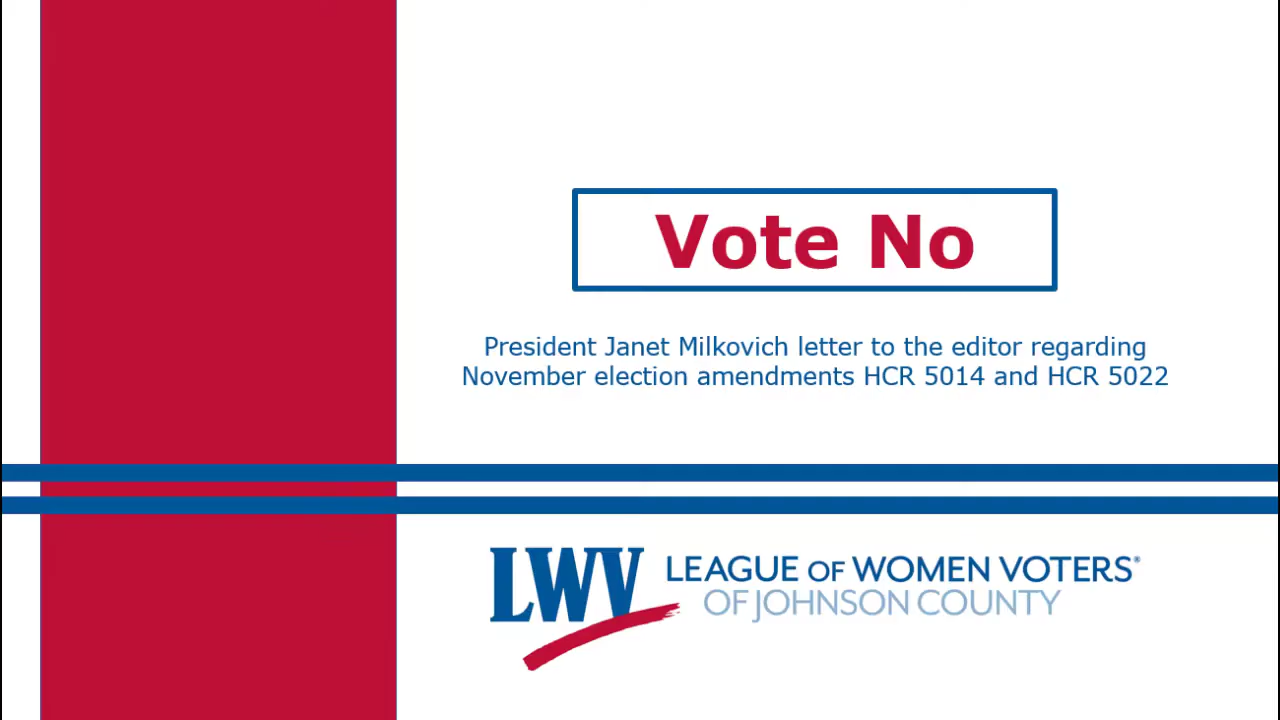 Vote No
President Janet Milkovich letter to the editor regarding
November election amendments HCR 5014 and HCR 5022
LWV LEAGUE OF WOMEN VOTERS®
OF JOHNSON COUNTY